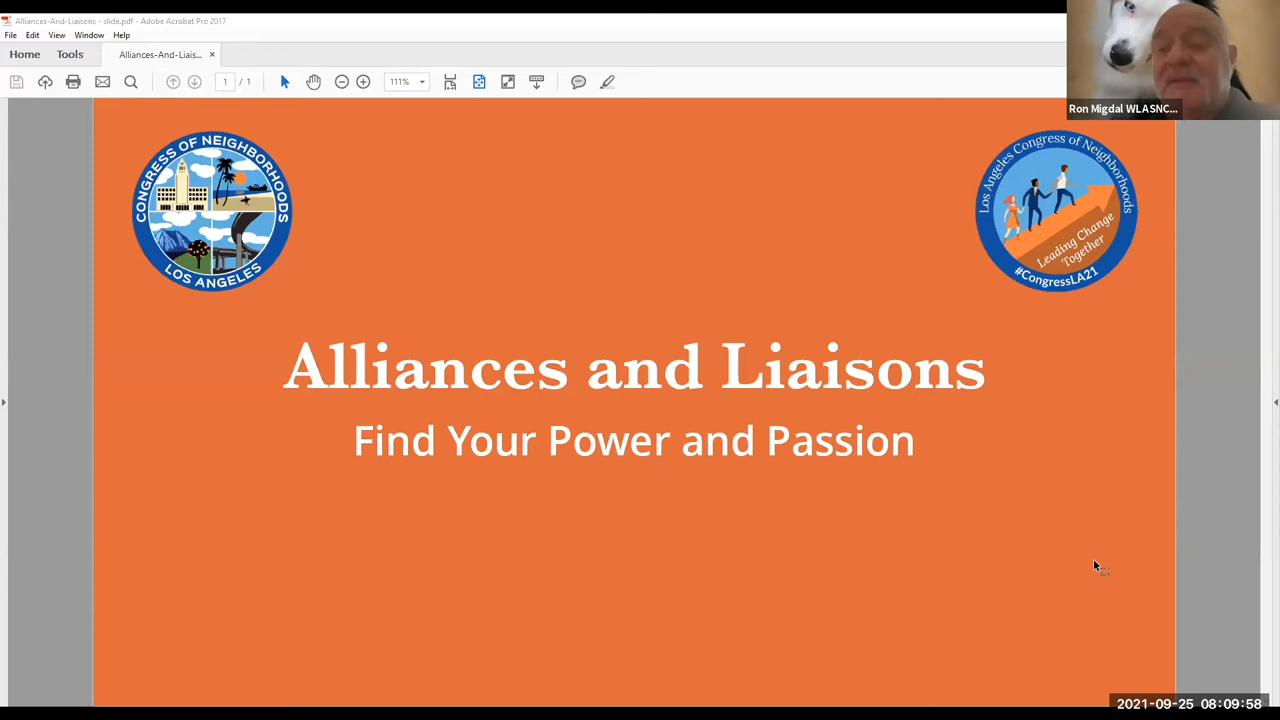 Alliances-And-Liaisons - slide.pdf - Adobe Acrobat Pro 2017
File Edit View Window Help
Home Tools Alliances-And-Liais... ×
1 / 1 111%
Ron Migdal WLASNC...
CONGRESS OF NEIGHBORHOODS
LOS ANGELES
Los Angeles Congress of Neighborhoods
Leading Change
Together
#CongressLA21
Alliances and Liaisons
Find Your Power and Passion
2021-09-25 08:09:58